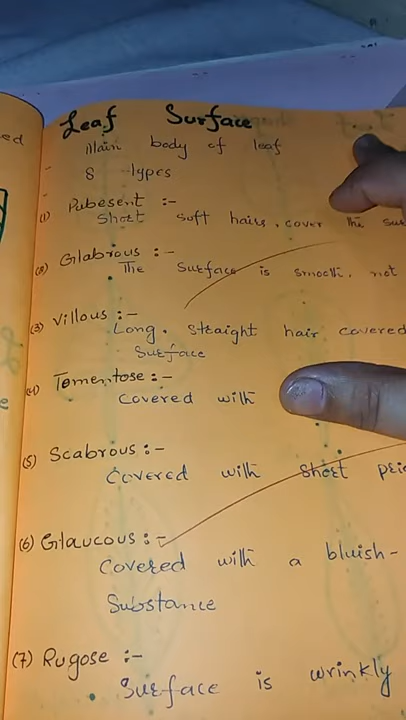 Leaf Surface
Main body of leaf
8 types
(1) Pubesent :-
Short soft hairs, cover the
(2) Glabrous :-
The Surface is smooth, not
(3) Villous :-
Long, straight hair covered
Surface
(4) Tomentose :-
Covered with
(5) Scabrous :-
Covered with short
(6) Glaucous :-
Covered with a bluish-
Substance
(7) Rugose :-
Surface is wrinkly